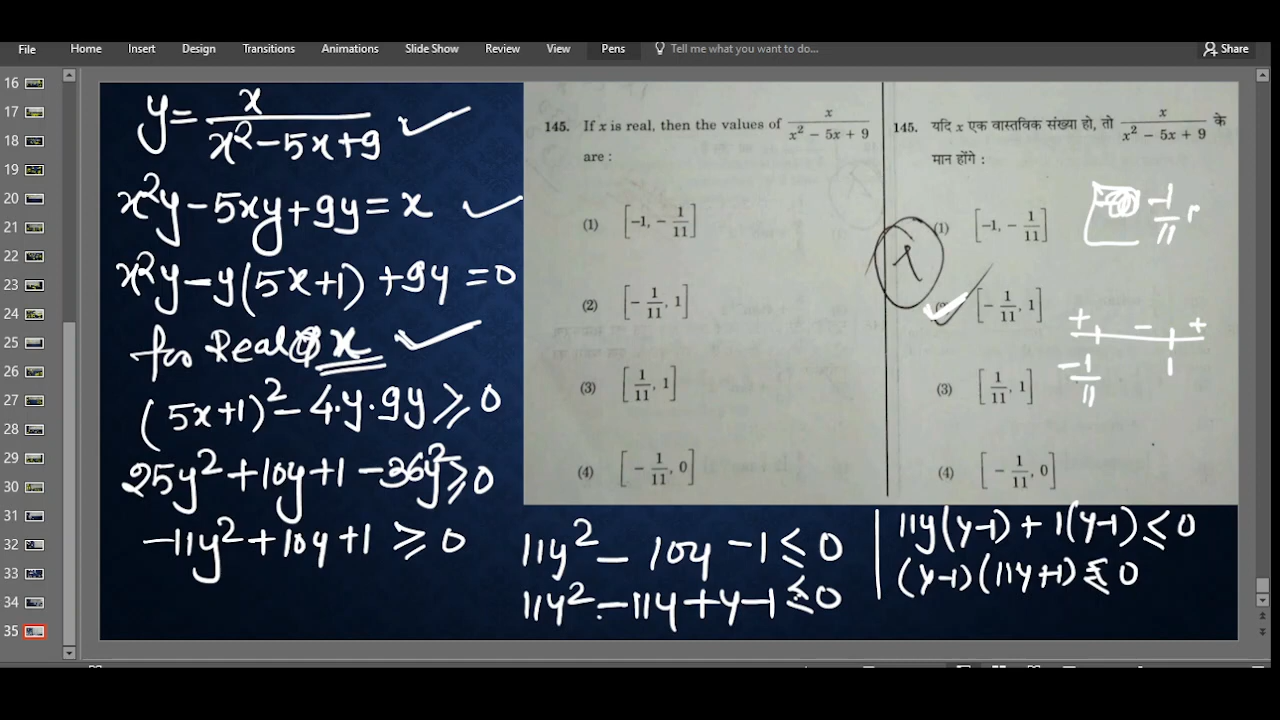 File Home Insert Design Transitions Animations Slide Show Review View Pens Tell me what you want to do... Share
16
17
18
19
20
21
22
23
24
25
26
27
28
29
30
31
32
33
34
35
y = x / x² - 5x + 9
x²y - 5xy + 9y = x
x²y - y(5x+1) + 9y = 0
for Real x
(5x+1)² - 4·y·9y ≥ 0
25y² + 10y + 1 - 36y² ≥ 0
-11y² + 10y + 1 ≥ 0
145. If x is real, then the values of x / x² - 5x + 9
are :
(1) [-1, -1/11]
(2) [-1/11, 1]
(3) [1/11, 1]
(4) [-1/11, 0]
145. यदि x एक वास्तविक संख्या हो, तो x / x² - 5x + 9 के
मान होंगे :
(1) [-1, -1/11]
[-1/11, 1]
(3) [1/11, 1]
(4) [-1/11, 0]
-1/11,
+ - +
-1/11 1
11y² - 10y - 1 ≤ 0
11y² - 11y + y - 1 ≤ 0
11y(y-1) + 1(y-1) ≤ 0
(y-1)(11y+1) ≤ 0